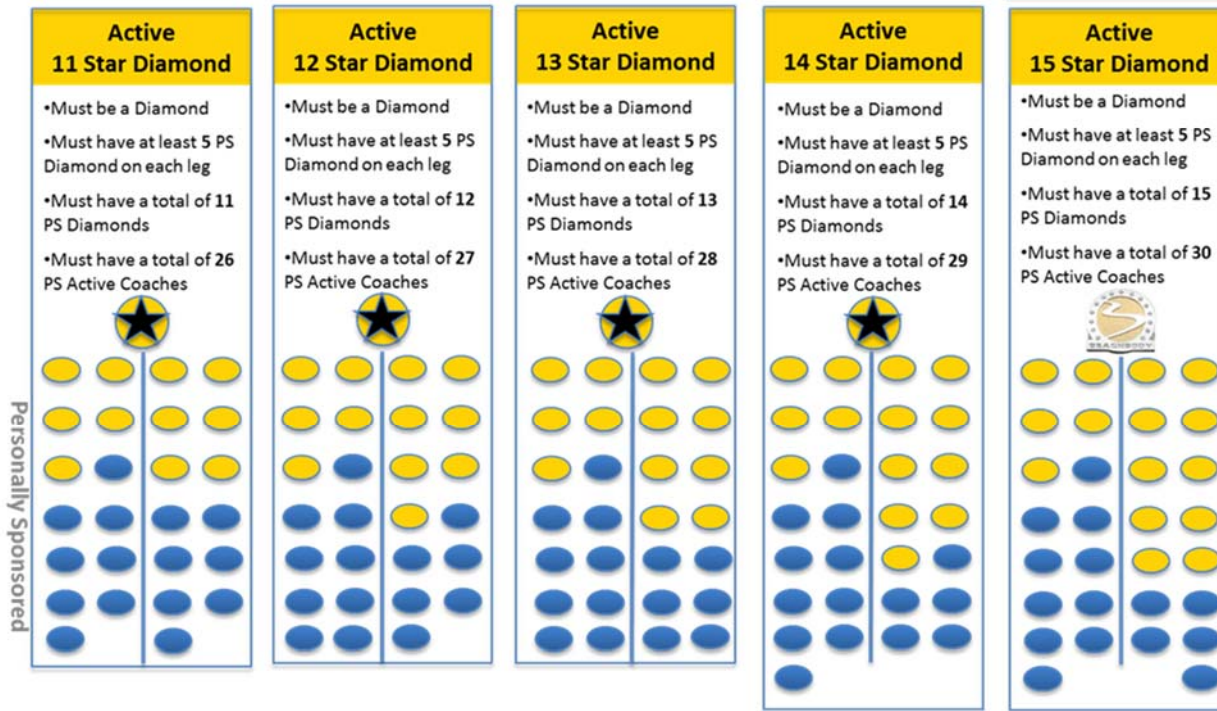 Active
11 Star Diamond
•Must be a Diamond
•Must have at least 5 PS
Diamond on each leg
•Must have a total of 11
PS Diamonds
•Must have a total of 26
PS Active Coaches
Active
12 Star Diamond
•Must be a Diamond
•Must have at least 5 PS
Diamond on each leg
•Must have a total of 12
PS Diamonds
•Must have a total of 27
PS Active Coaches
Active
13 Star Diamond
•Must be a Diamond
•Must have at least 5 PS
Diamond on each leg
•Must have a total of 13
PS Diamonds
•Must have a total of 28
PS Active Coaches
Active
14 Star Diamond
•Must be a Diamond
•Must have at least 5 PS
Diamond on each leg
•Must have a total of 14
PS Diamonds
•Must have a total of 29
PS Active Coaches
Active
15 Star Diamond
•Must be a Diamond
•Must have at least 5 PS
Diamond on each leg
•Must have a total of 15
PS Diamonds
•Must have a total of 30
PS Active Coaches
BEACHBODY
Personally Sponsored